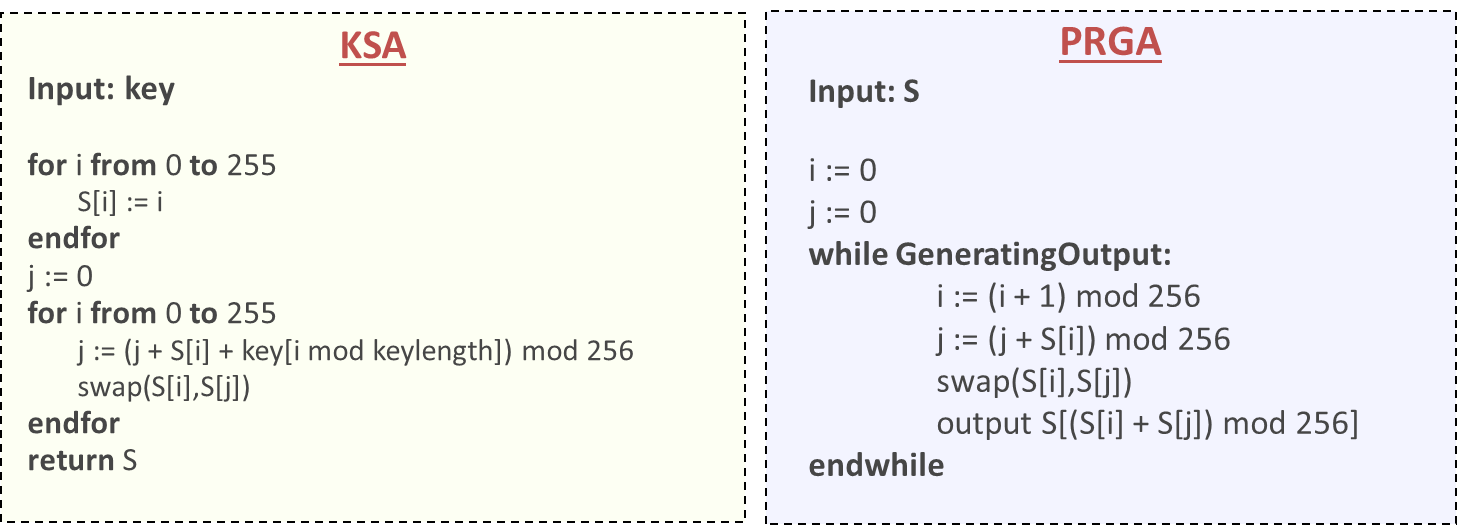 KSA
Input: key
for i from 0 to 255
S[i] := i
endfor
j := 0
for i from 0 to 255
j := (j + S[i] + key[i mod keylength]) mod 256
swap(S[i],S[j])
endfor
return S
PRGA
Input: S
i := 0
j := 0
while GeneratingOutput:
i := (i + 1) mod 256
j := (j + S[i]) mod 256
swap(S[i],S[j])
output S[(S[i] + S[j]) mod 256]
endwhile